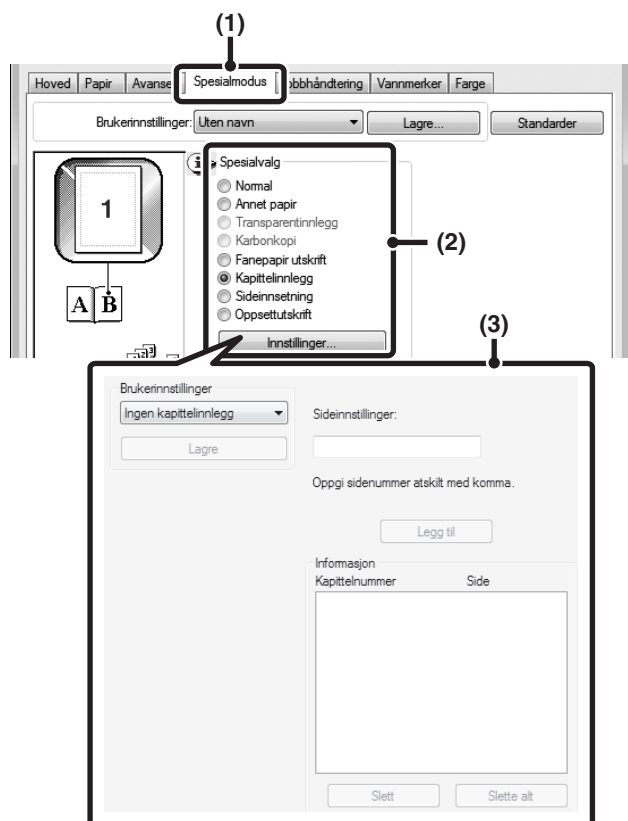 (1)
Hoved Papir Avanse Spesialmodus obbhåndtering Vannmerker Farge
Brukerinnstillinger: Uten navn Lagre... Standarder
Spesialvalg
Normal
1
Annet papir
Transparentinnlegg
Karbonkopi
(2)
Fanepapir utskrift
Kapittelinnlegg
A B
Sideinnsetning
Oppsettutskrift
(3)
Innstillinger...
Brukerinnstillinger
Ingen kapittelinnlegg
Sideinnstillinger:
Lagre
Oppgi sidenummer atskilt med komma.
Legg til
Informasjon
Kapittelnummer Side
Slett Slette alt